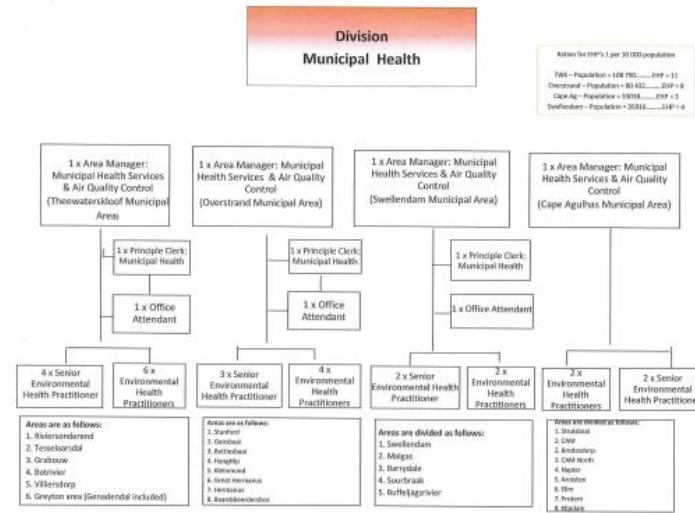 Division
Municipal Health
Ratios for EHP's 1 per 10 000 population
TWK – Population = 108 790..........EHP = 11
Overstrand – Population = 80 432..........EHP = 8
Cape Ag – Population = 33038..........EHP = 3
Swellendam – Population = 35916..........EHP = 4
1 x Area Manager:
Municipal Health Services
& Air Quality Control
(Theewaterskloof Municipal
Area)
1 x Area Manager: Municipal
Health Services & Air Quality
Control
(Overstrand Municipal Area)
1 x Area Manager: Municipal
Health Services & Air Quality
Control
(Swellendam Municipal Area)
1 x Area Manager: Municipal
Health Services & Air Quality
Control
(Cape Agulhas Municipal Area)
1 x Principle Clerk:
Municipal Health
1 x Office
Attendant
1 x Principle Clerk:
Municipal Health
1 x Office
Attendant
1 x Principle Clerk:
Municipal Health
1 x Office Attendant
4 x Senior
Environmental
Health Practitioner
6 x
Environmental
Health
Practitioners
3 x Senior
Environmental
Health Practitioner
4 x
Environmental
Health
Practitioners
2 x Senior
Environmental Health
Practitioner
2 x
Environmental
Health
Practitioners
2 x
Environmental
Health
Practitioners
2 x Senior
Environmental
Health Practitione
Areas are as follows:
1. Riviersonderend
2. Tesselaarsdal
3. Grabouw
4. Botrivier
5. Villiersdorp
6. Greyton area (Genadendal included)
Areas are as follows:
1. Stanford
2. Gansbaai
3. Bettiesbaai
4. Hangklip
5. Kleinmond
6. Great Hermanus
7. Hermanus
8.
Areas are divided as follows:
1. Swellendam
2. Malgas
3. Barrydale
4. Suurbraak
5. Buffeljagsrivier
Areas are divided as follows:
1. Struisbaai
2. CAM
2. Bredasdorp
3. CAM North
4. Napier
5. Arniston
6. Elim
7. Protem
8. Klipdale